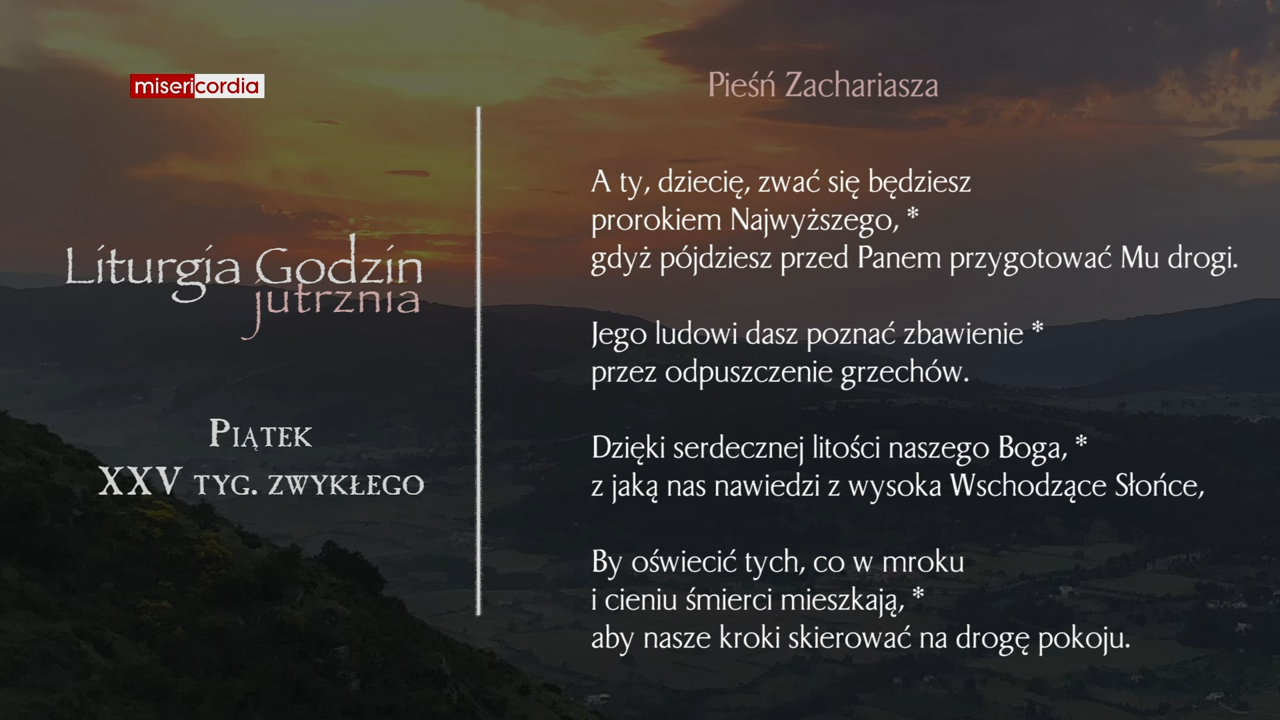 misericordia
Liturgia Godzin
jutrznia
Piątek
XXV tyg. zwykłego
Pieśń Zachariasza
A ty, dziecię, zwać się będziesz
prorokiem Najwyższego, *
gdyż pójdziesz przed Panem przygotować Mu drogi.
Jego ludowi dasz poznać zbawienie *
przez odpuszczenie grzechów.
Dzięki serdecznej litości naszego Boga, *
z jaką nas nawiedzi z wysoka Wschodzące Słońce,
By oświecić tych, co w mroku
i cieniu śmierci mieszkają, *
aby nasze kroki skierować na drogę pokoju.